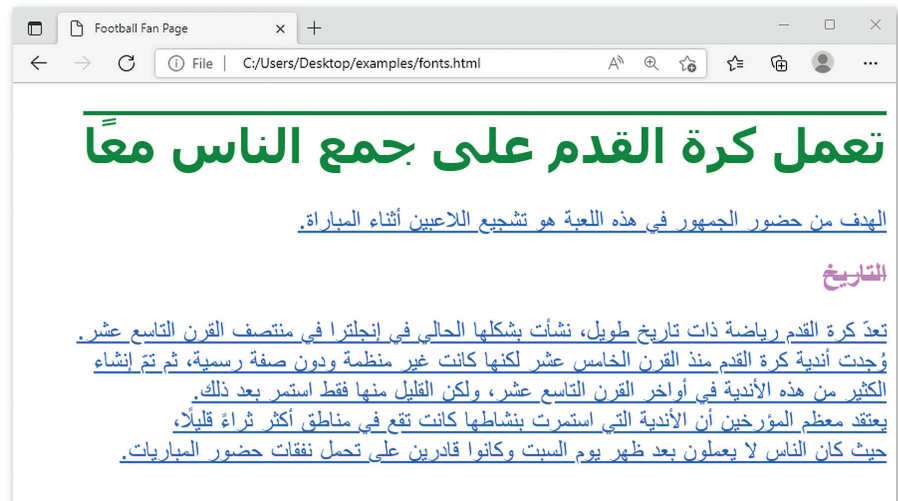 Football Fan Page
File | C:/Users/Desktop/examples/fonts.html
تعمل كرة القدم على جمع الناس معًا
الهدف من حضور الجمهور في هذه اللعبة هو تشجيع اللاعبين أثناء المباراة.
التاريخ
تعدّ كرة القدم رياضة ذات تاريخ طويل، نشأت بشكلها الحالي في إنجلترا في منتصف القرن التاسع عشر.
وُجدت أندية كرة القدم منذ القرن الخامس عشر لكنها كانت غير منظمة ودون صفة رسمية، ثم تمّ إنشاء
الكثير من هذه الأندية في أواخر القرن التاسع عشر، ولكن القليل منها فقط استمر بعد ذلك.
يعتقد معظم المؤرخين أن الأندية التي استمرت بنشاطها كانت تقع في مناطق أكثر ثراءً قليلًا،
حيث كان الناس لا يعملون بعد ظهر يوم السبت وكانوا قادرين على تحمل نفقات حضور المباريات.